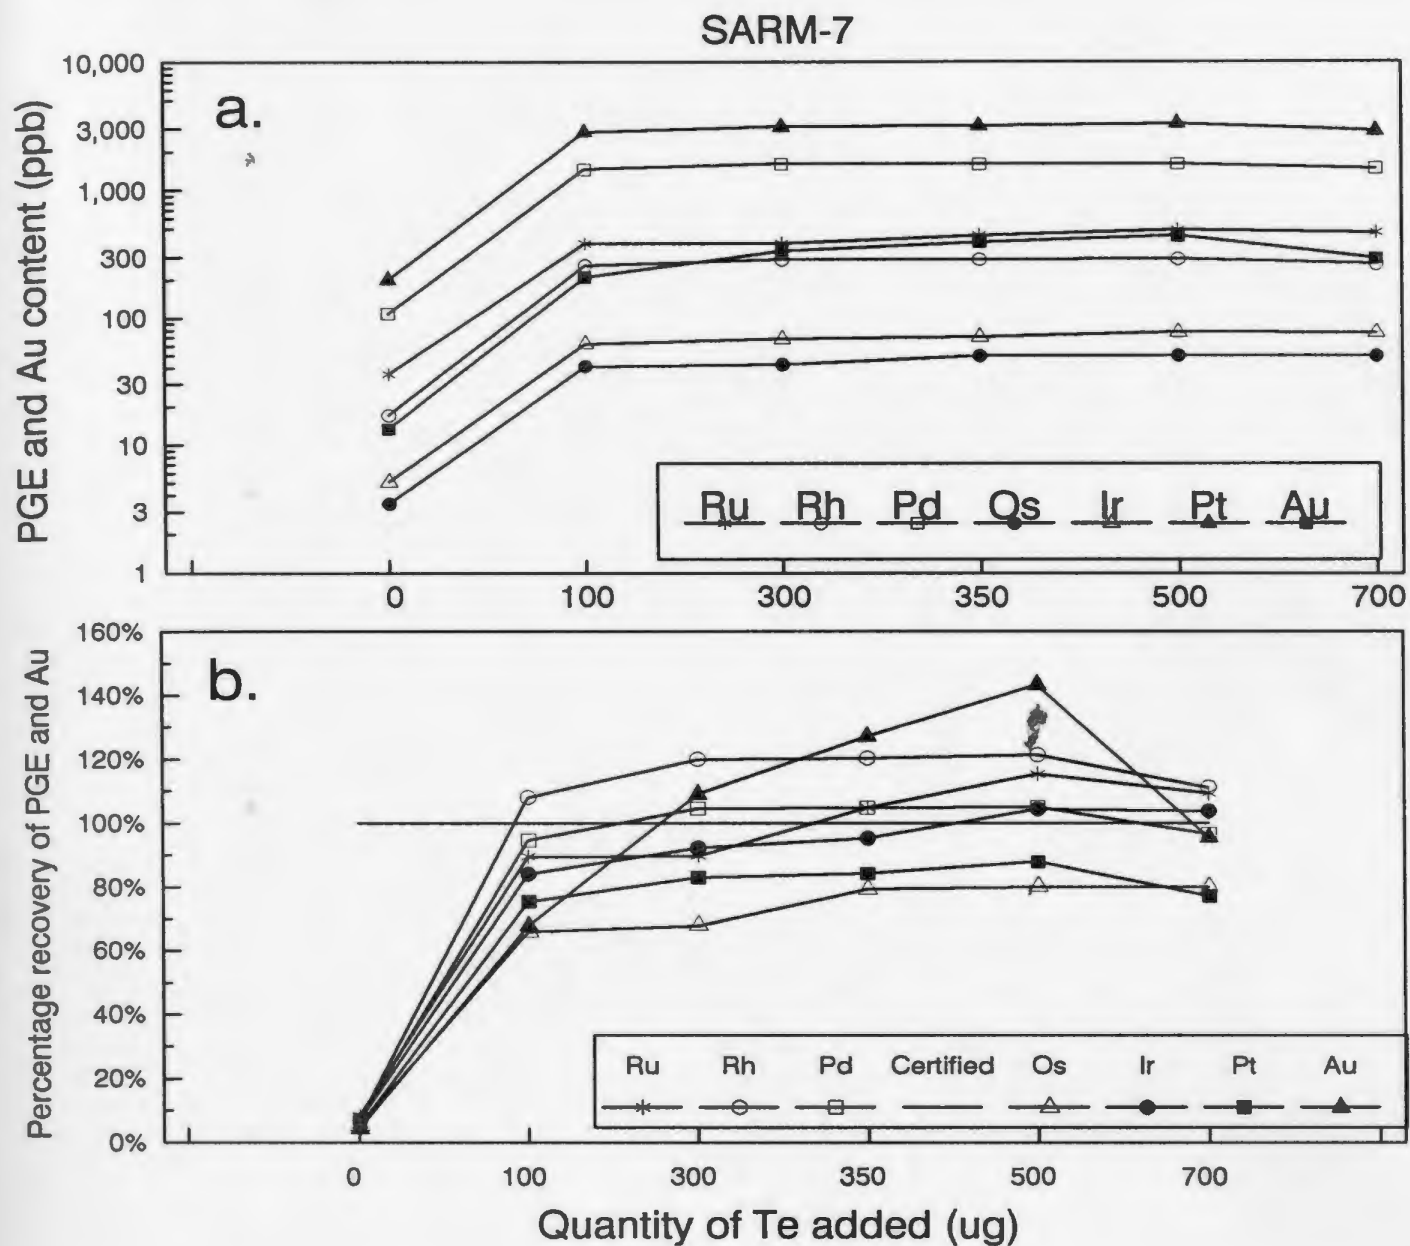 SARM-7
a.
PGE and Au content (ppb)
10,000
3,000
1,000
300
100
30
10
3
1
Ru Rh Pd Os Ir Pt Au
0 100 300 350 500 700
b.
Percentage recovery of PGE and Au
160%
140%
120%
100%
80%
60%
40%
20%
0%
Ru Rh Pd Certified Os Ir Pt Au
0 100 300 350 500 700
Quantity of Te added (ug)